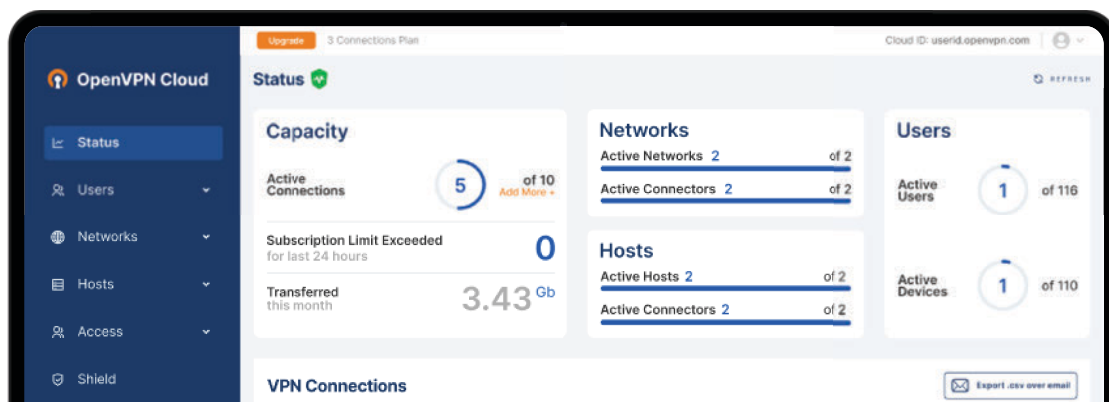 Upgrade 3 Connections Plan Cloud ID: userid.openvpn.com
OpenVPN Cloud
Status
REFRESH
Status
Users
Networks
Hosts
Access
Shield
Capacity
Active
Connections
5
of 10
Add More +
Subscription Limit Exceeded
for last 24 hours
0
Transferred
this month
3.43 Gb
Networks
Active Networks 2 of 2
Active Connectors 2 of 2
Hosts
Active Hosts 2 of 2
Active Connectors 2 of 2
Users
Active
Users
1
of 116
Active
Devices
1
of 110
VPN Connections
Export .csv over email